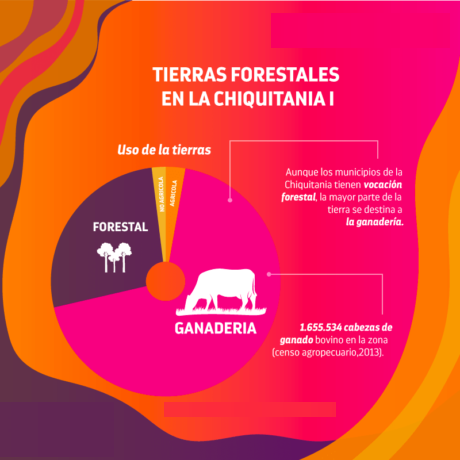 TIERRAS FORESTALES
EN LA CHIQUITANIA I
Uso de la tierras
Aunque los municipios de la
Chiquitania tienen vocación
forestal, la mayor parte de la
tierra se destina a
la ganadería.
NO AGRICOLA
AGRICOLA
FORESTAL
GANADERIA
1.655.534 cabezas de
ganado bovino en la zona
(censo agropecuario,2013).